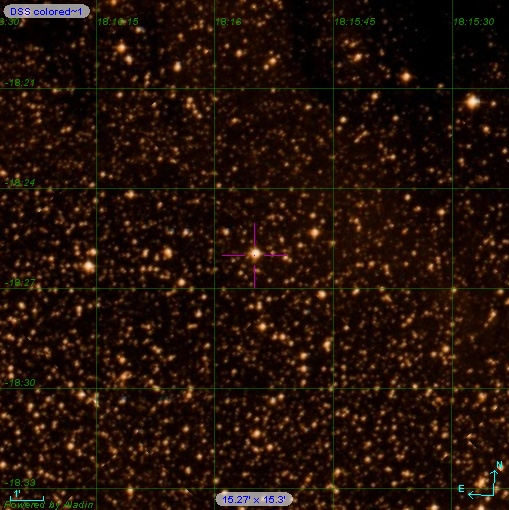 DSS colored~1
:30
18:16:15
18:16
18:15:45
18:15:30
-18:21
-18:24
-18:27
-18:30
-18:33
N
E
1'
15.27' x 15.3'
Powered by Aladin